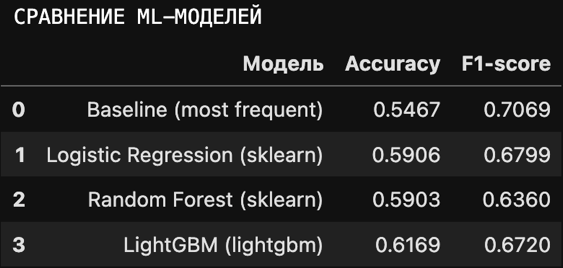 СРАВНЕНИЕ ML–МОДЕЛЕЙ
Модель Accuracy F1-score
0 Baseline (most frequent) 0.5467 0.7069
1 Logistic Regression (sklearn) 0.5906 0.6799
2 Random Forest (sklearn) 0.5903 0.6360
3 LightGBM (lightgbm) 0.6169 0.6720